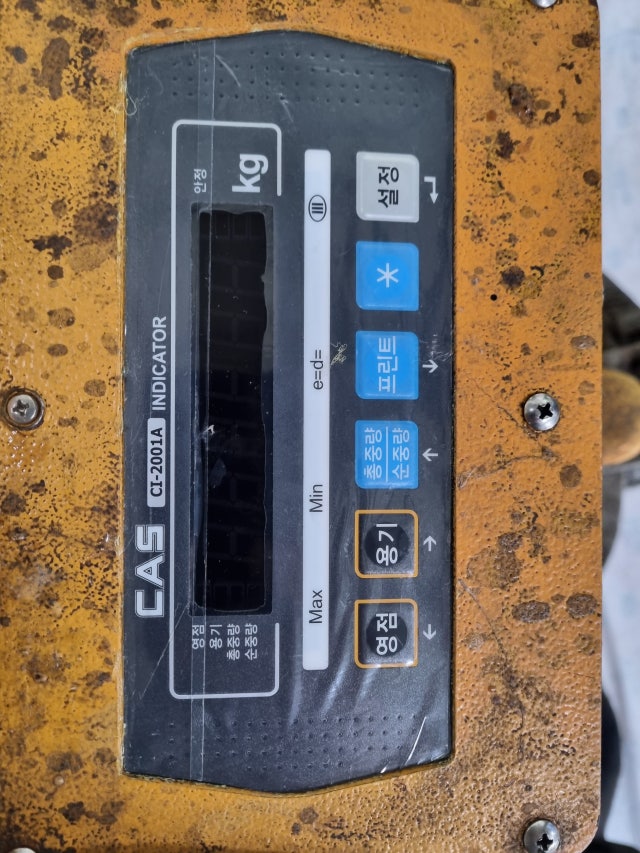 CAS CI-2001A INDICATOR
영점
용기
총중량
순중량
안정
kg
Max Min e=d= III
영점
용기
총중량
순중량
프린트
*
설정